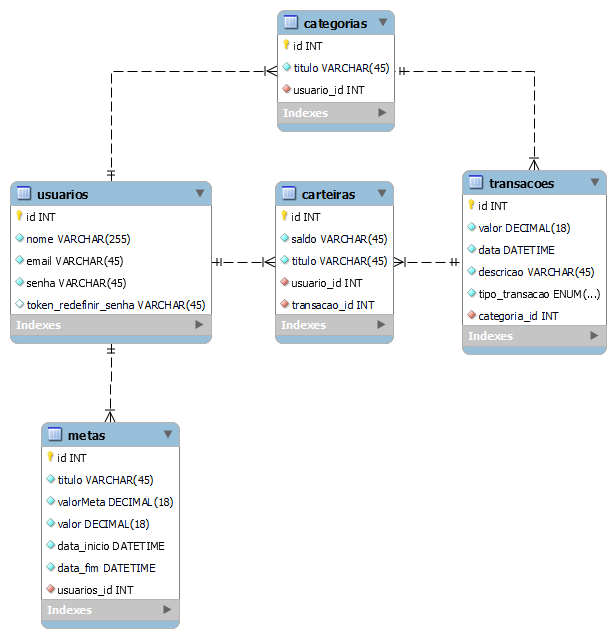 categorias
id INT
titulo VARCHAR(45)
usuario_id INT
Indexes
usuarios
id INT
nome VARCHAR(255)
email VARCHAR(45)
senha VARCHAR(45)
token_redefinir_senha VARCHAR(45)
Indexes
carteiras
id INT
saldo VARCHAR(45)
titulo VARCHAR(45)
usuario_id INT
transacao_id INT
Indexes
transacoes
id INT
valor DECIMAL(18)
data DATETIME
descricao VARCHAR(45)
tipo_transacao ENUM(...)
categoria_id INT
Indexes
metas
id INT
titulo VARCHAR(45)
valorMeta DECIMAL(18)
valor DECIMAL(18)
data_inicio DATETIME
data_fim DATETIME
usuarios_id INT
Indexes